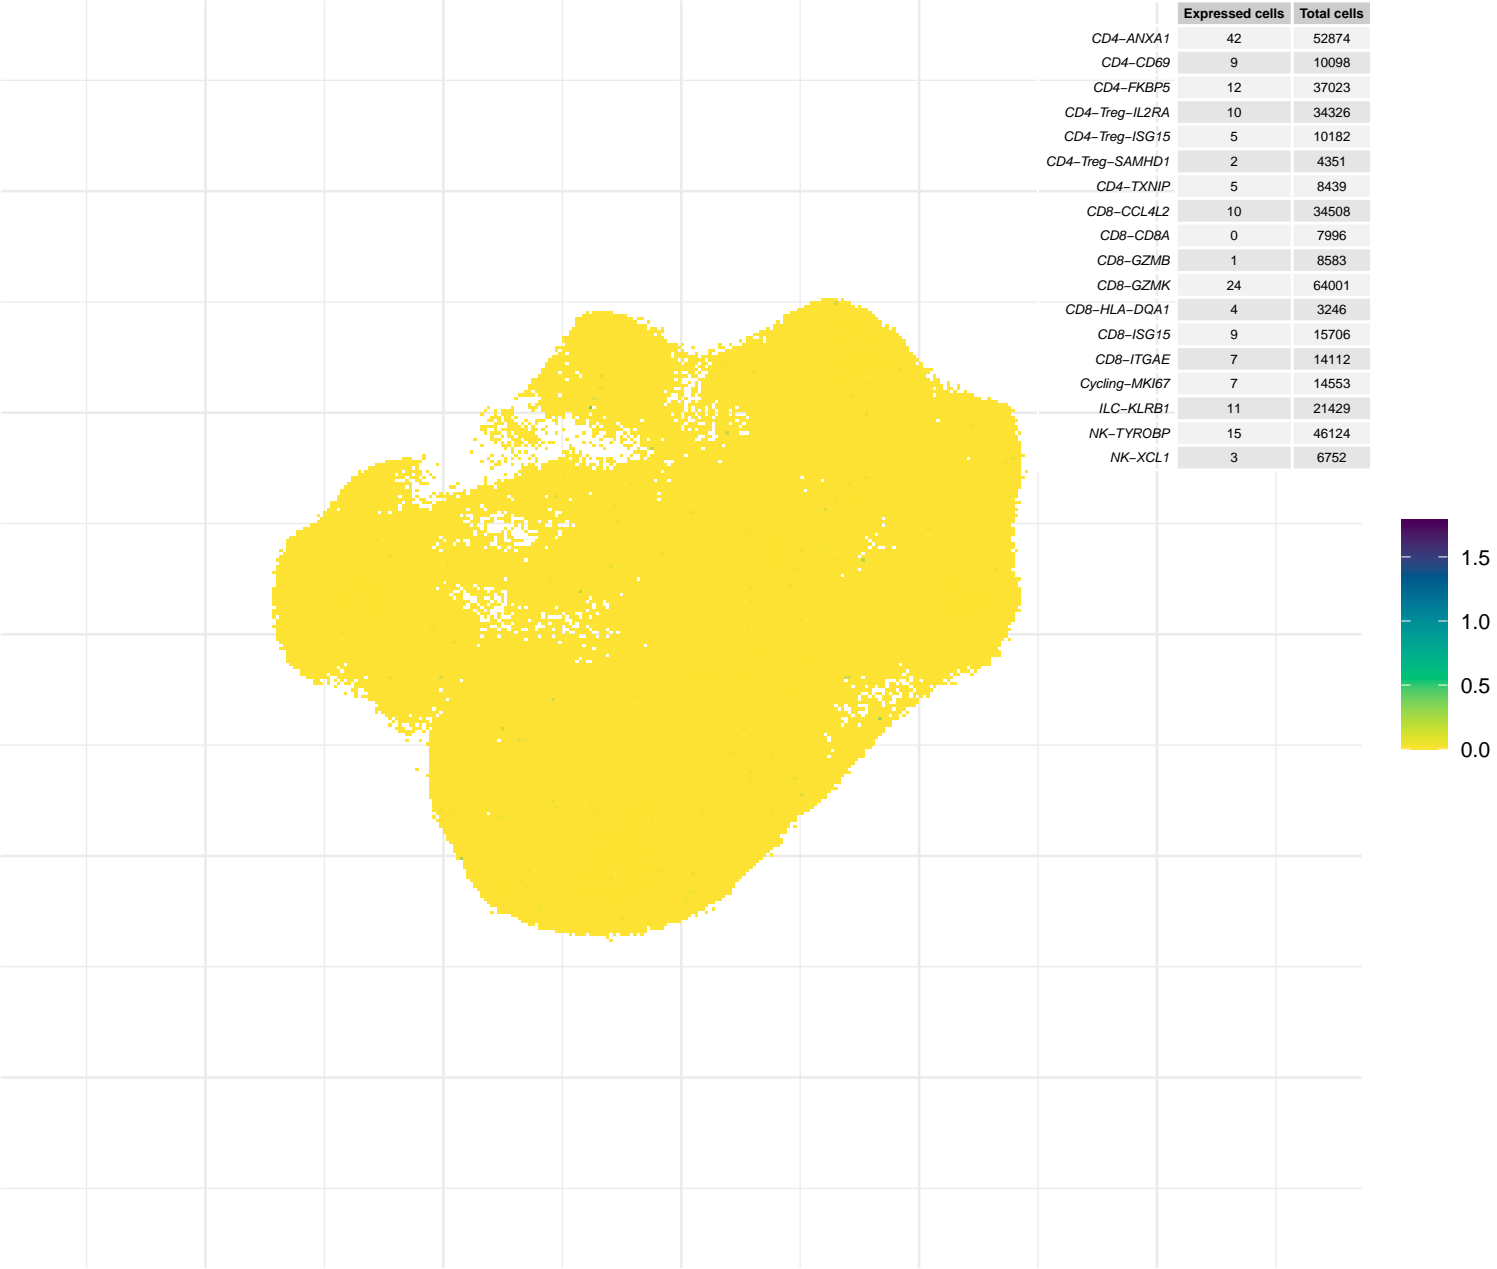 Expressed cells Total cells
CD4−ANXA1 42 52874
CD4−CD69 9 10098
CD4−FKBP5 12 37023
CD4−Treg−IL2RA 10 34326
CD4−Treg−ISG15 5 10182
CD4−Treg−SAMHD1 2 4351
CD4−TXNIP 5 8439
CD8−CCL4L2 10 34508
CD8−CD8A 0 7996
CD8−GZMB 1 8583
CD8−GZMK 24 64001
CD8−HLA−DQA1 4 3246
CD8−ISG15 9 15706
CD8−ITGAE 7 14112
Cycling−MKI67 7 14553
ILC−KLRB1 11 21429
NK−TYROBP 15 46124
NK−XCL1 3 6752
1.5
1.0
0.5
0.0